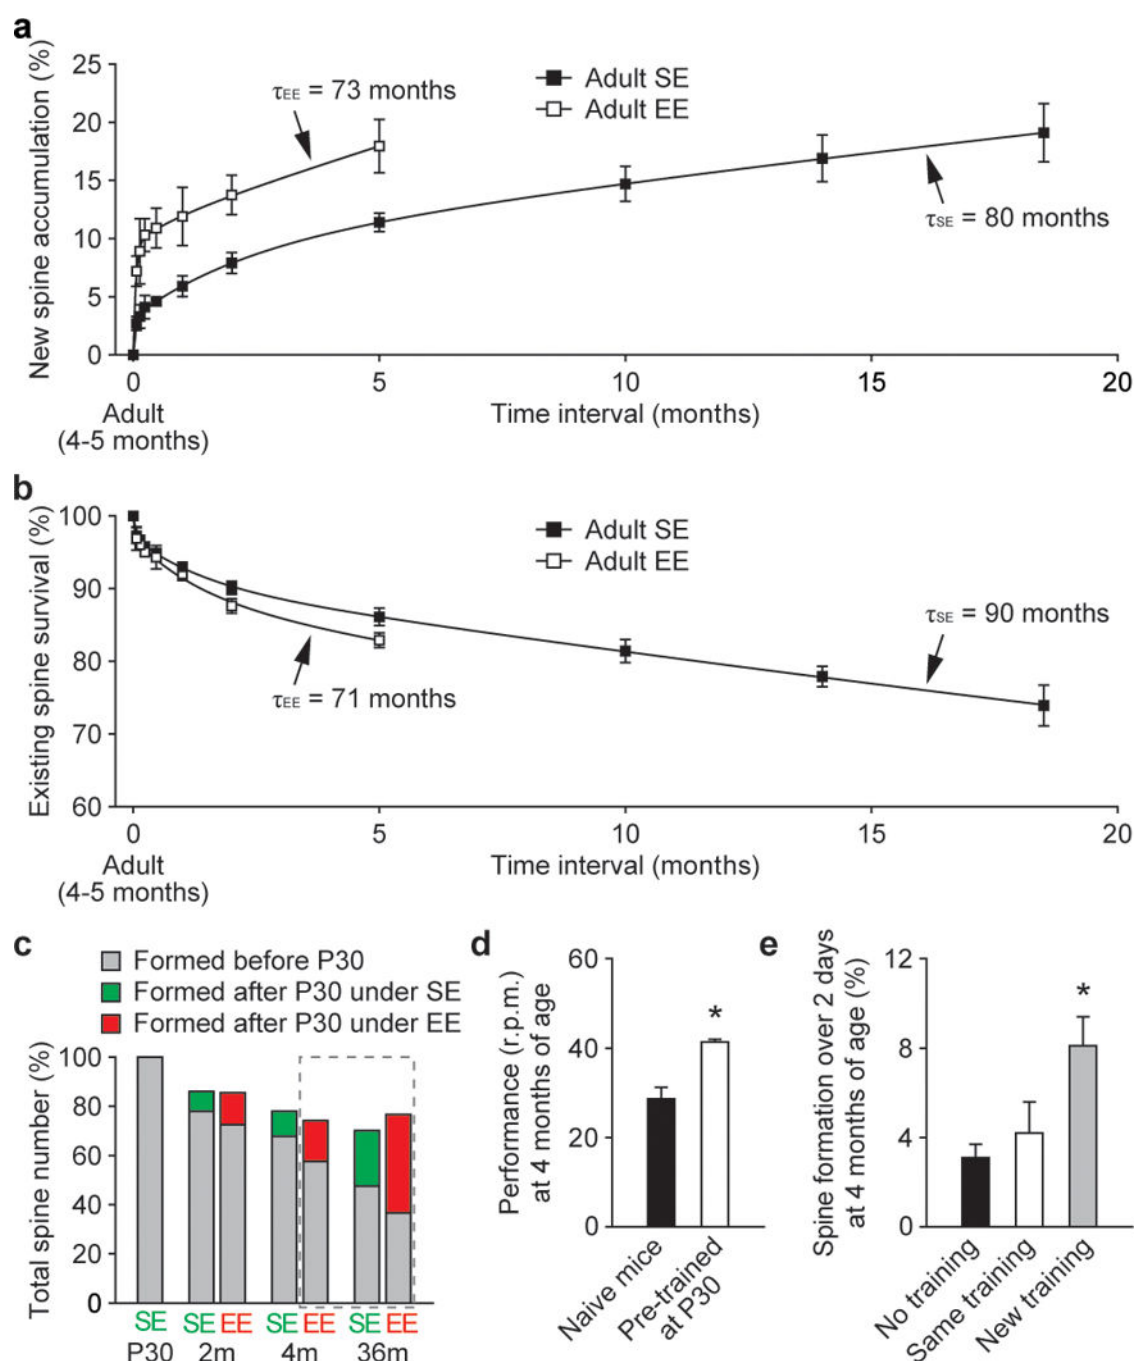 a
New spine accumulation (%)
25
20
15
10
5
0
τEE = 73 months
Adult SE
Adult EE
τSE = 80 months
0
5
10
15
20
Adult
(4-5 months)
Time interval (months)
b
Existing spine survival (%)
100
90
80
70
60
Adult SE
Adult EE
τSE = 90 months
τEE = 71 months
0
5
10
15
20
Adult
(4-5 months)
Time interval (months)
c
Formed before P30
Formed after P30 under SE
Formed after P30 under EE
Total spine number (%)
100
80
60
40
20
0
SE
SE EE
SE EE
SE EE
P30
2m
4m
36m
d
Performance (r.p.m.)
at 4 months of age
60
40
20
0
*
Naive mice
Pre-trained
at P30
e
Spine formation over 2 days
at 4 months of age (%)
12
8
4
0
*
No training
Same training
New training